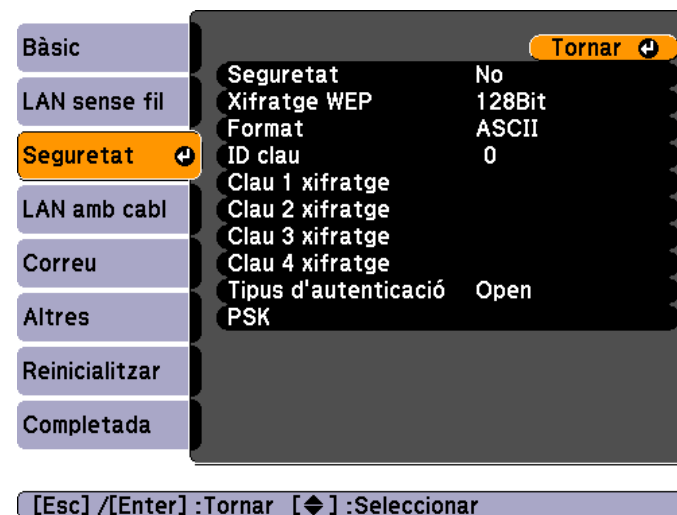 Bàsic
LAN sense fil
Seguretat
LAN amb cabl
Correu
Altres
Reinicialitzar
Completada
Tornar
Seguretat No
Xifratge WEP 128Bit
Format ASCII
ID clau 0
Clau 1 xifratge
Clau 2 xifratge
Clau 3 xifratge
Clau 4 xifratge
Tipus d'autenticació Open
PSK
[Esc] /[Enter] :Tornar [◆] :Seleccionar